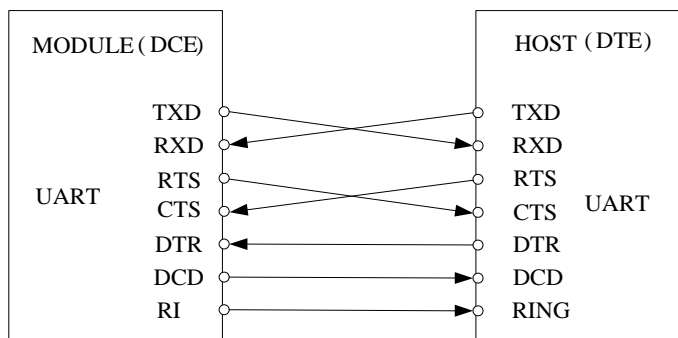 MODULE (DCE)
HOST (DTE)
TXD
TXD
RXD
RXD
RTS
RTS
UART
CTS
CTS
UART
DTR
DTR
DCD
DCD
RI
RING